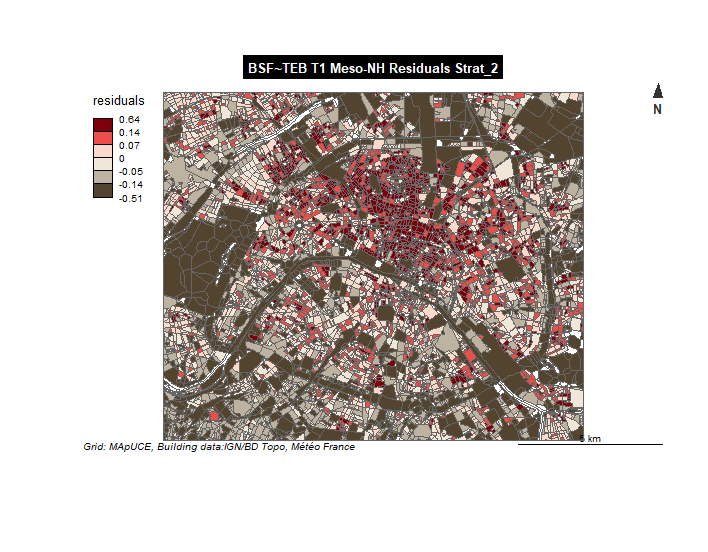 BSF~TEB T1 Meso-NH Residuals Strat_2
N
residuals
0.64
0.14
0.07
0
-0.05
-0.14
-0.51
5 km
Grid: MApUCE, Building data:IGN/BD Topo, Météo France